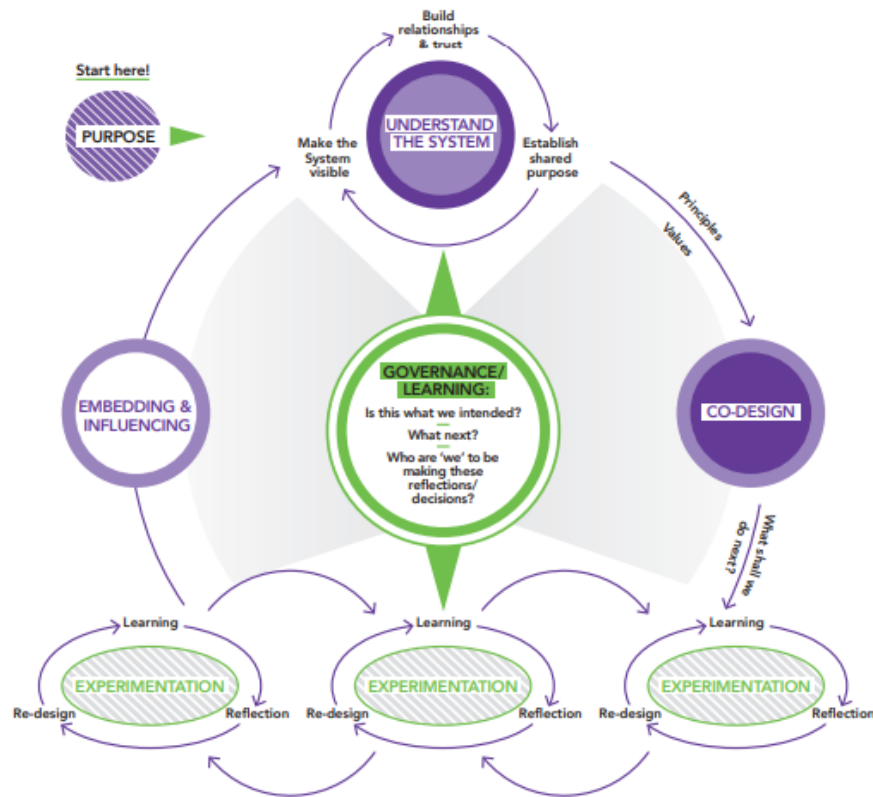 Start here!
PURPOSE
Build
relationships
& trust
UNDERSTAND
THE SYSTEM
Make the
System
visible
Establish
shared
purpose
Principles
Values
EMBEDDING &
INFLUENCING
GOVERNANCE/
LEARNING:
Is this what we intended?
What next?
Who are ‘we’ to be
making these
reflections/
decisions?
CO-DESIGN
What shall we
do next?
Learning
EXPERIMENTATION
Re-design
Reflection
Learning
EXPERIMENTATION
Re-design
Reflection
Learning
EXPERIMENTATION
Re-design
Reflection